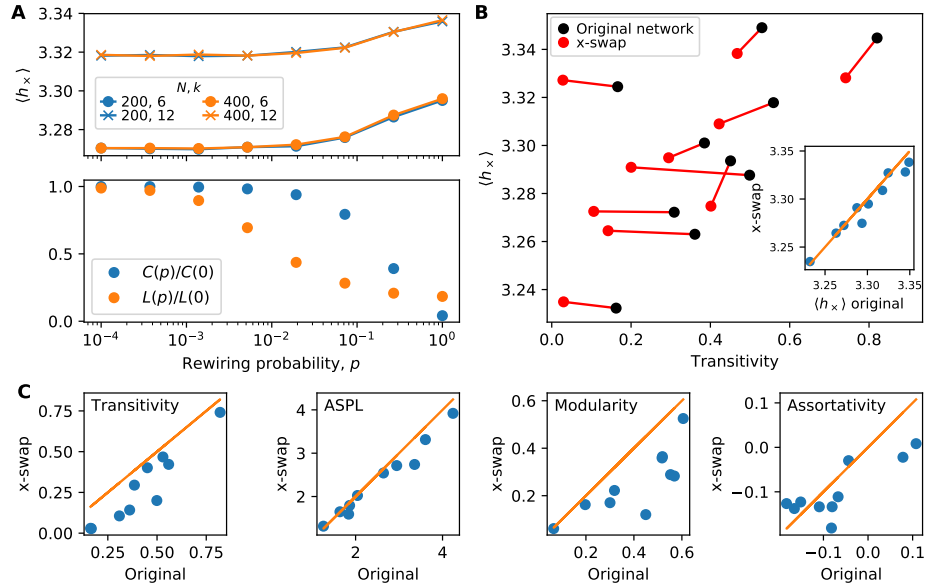 A
3.34
3.32
3.30
3.28
⟨h×⟩
N, k
200, 6
200, 12
400, 6
400, 12
1.0
0.5
0.0
C(p)/C(0)
L(p)/L(0)
10⁻⁴
10⁻³
10⁻²
10⁻¹
10⁰
Rewiring probability, p
B
3.34
3.32
3.30
3.28
3.26
3.24
⟨h×⟩
Original network
x-swap
0.0
0.2
0.4
0.6
0.8
Transitivity
3.35
3.30
3.25
x-swap
3.25
3.30
3.35
⟨h×⟩ original
C
Transitivity
0.75
0.50
0.25
0.00
x-swap
0.25
0.50
0.75
Original
ASPL
4
3
2
x-swap
2
4
Original
Modularity
0.6
0.4
0.2
x-swap
0.0
0.2
0.4
0.6
Original
Assortativity
0.1
0.0
−0.1
x-swap
−0.1
0.0
0.1
Original